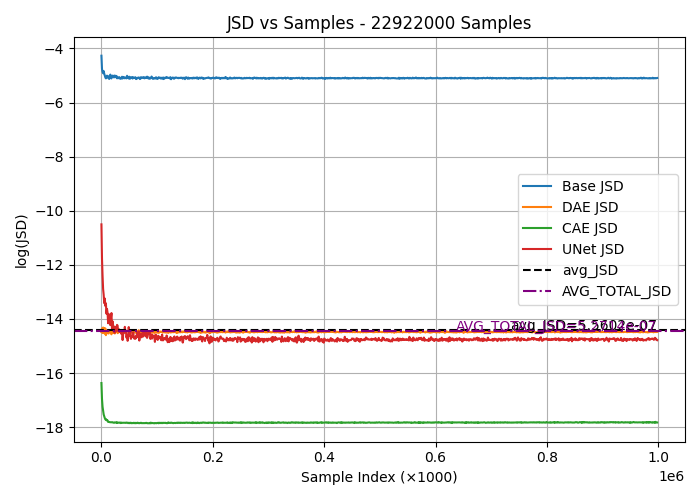 JSD vs Samples - 22922000 Samples
−4
−6
−8
−10
−12
−14
−16
−18
log(JSD)
Base JSD
DAE JSD
CAE JSD
UNet JSD
avg_JSD
AVG_TOTAL_JSD
0.0
0.2
0.4
0.6
0.8
1.0
1e6
Sample Index (×1000)